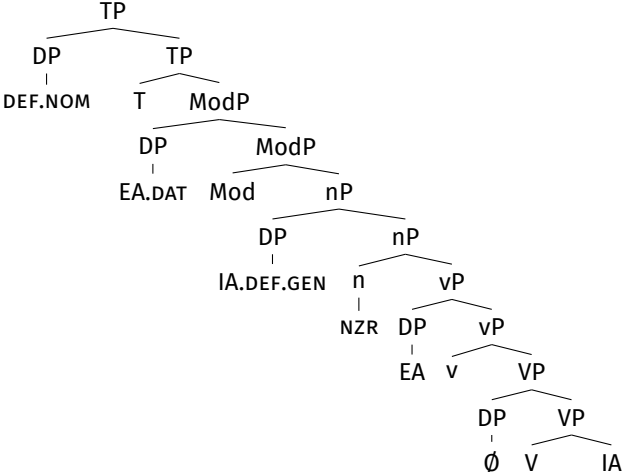 TP
DP TP
DEF.NOM T ModP
DP ModP
EA.DAT Mod nP
DP nP
IA.DEF.GEN n vP
NZR DP vP
EA v VP
DP VP
Ø V IA